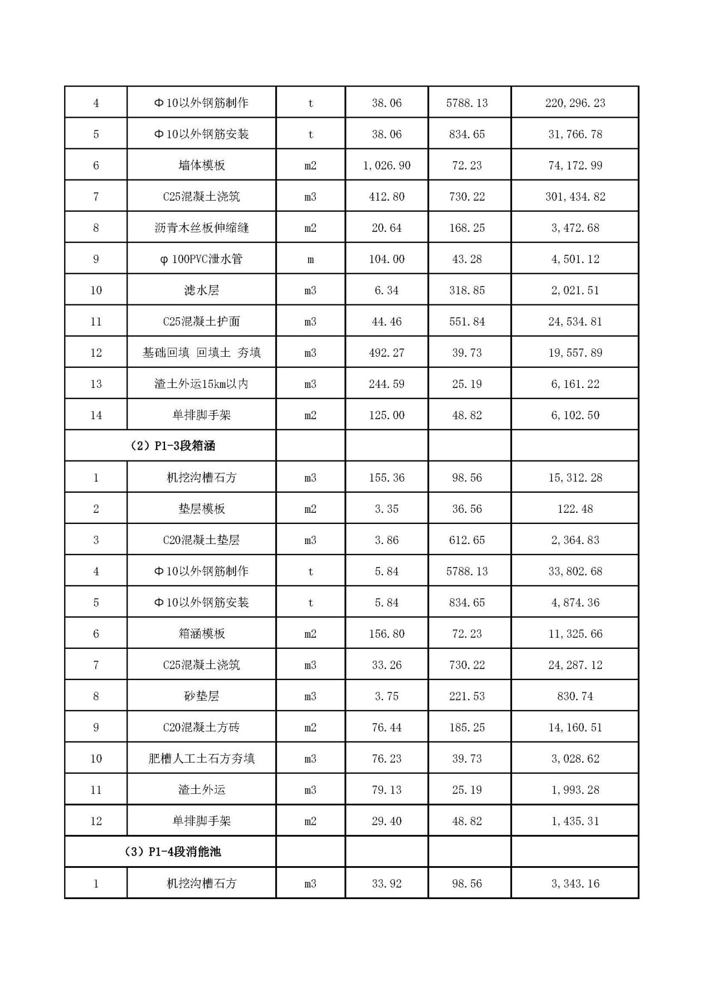 4 Φ10以外钢筋制作 t 38.06 5788.13 220,296.23
5 Φ10以外钢筋安装 t 38.06 834.65 31,766.78
6 墙体模板 m2 1,026.90 72.23 74,172.99
7 C25混凝土浇筑 m3 412.80 730.22 301,434.82
8 沥青木丝板伸缩缝 m2 20.64 168.25 3,472.68
9 φ100PVC泄水管 m 104.00 43.28 4,501.12
10 滤水层 m3 6.34 318.85 2,021.51
11 C25混凝土护面 m3 44.46 551.84 24,534.81
12 基础回填 回填土 夯填 m3 492.27 39.73 19,557.89
13 渣土外运15km以内 m3 244.59 25.19 6,161.22
14 单排脚手架 m2 125.00 48.82 6,102.50
（2）P1-3段箱涵
1 机挖沟槽石方 m3 155.36 98.56 15,312.28
2 垫层模板 m2 3.35 36.56 122.48
3 C20混凝土垫层 m3 3.86 612.65 2,364.83
4 Φ10以外钢筋制作 t 5.84 5788.13 33,802.68
5 Φ10以外钢筋安装 t 5.84 834.65 4,874.36
6 箱涵模板 m2 156.80 72.23 11,325.66
7 C25混凝土浇筑 m3 33.26 730.22 24,287.12
8 砂垫层 m3 3.75 221.53 830.74
9 C20混凝土方砖 m2 76.44 185.25 14,160.51
10 肥槽人工土石方夯填 m3 76.23 39.73 3,028.62
11 渣土外运 m3 79.13 25.19 1,993.28
12 单排脚手架 m2 29.40 48.82 1,435.31
（3）P1-4段消能池
1 机挖沟槽石方 m3 33.92 98.56 3,343.16